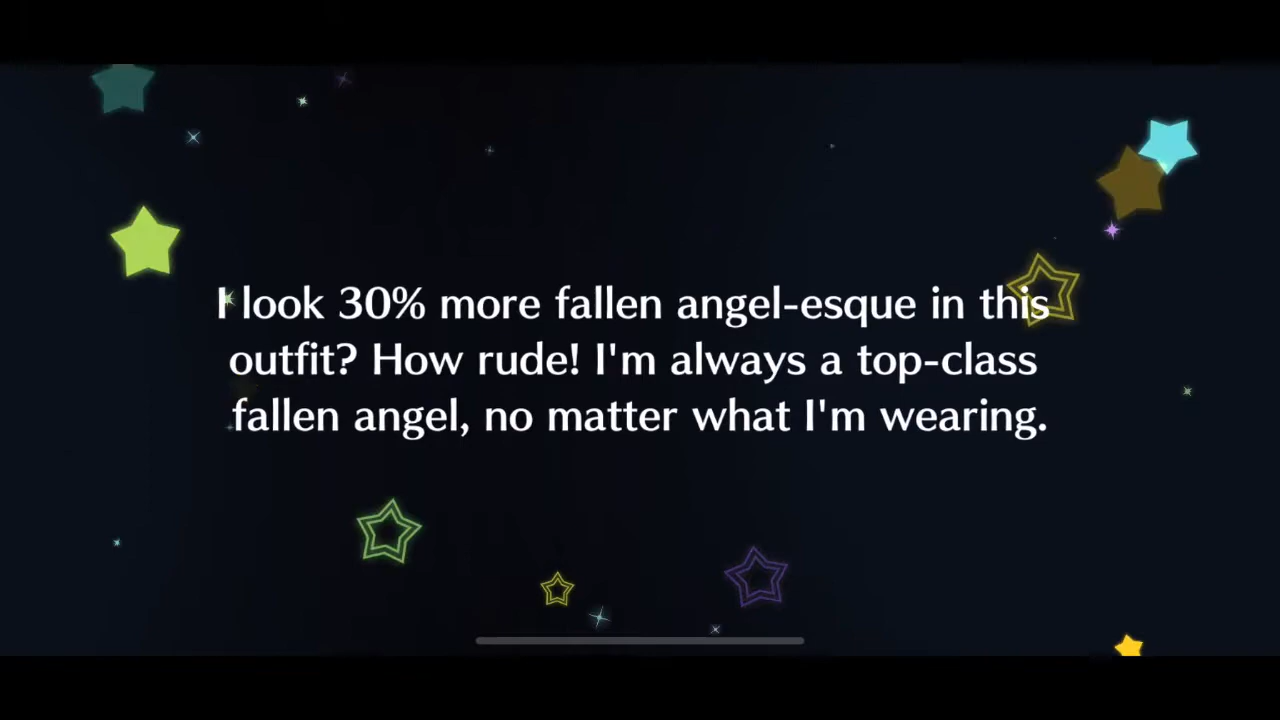 I look 30% more fallen angel-esque in this
outfit? How rude! I'm always a top-class
fallen angel, no matter what I'm wearing.